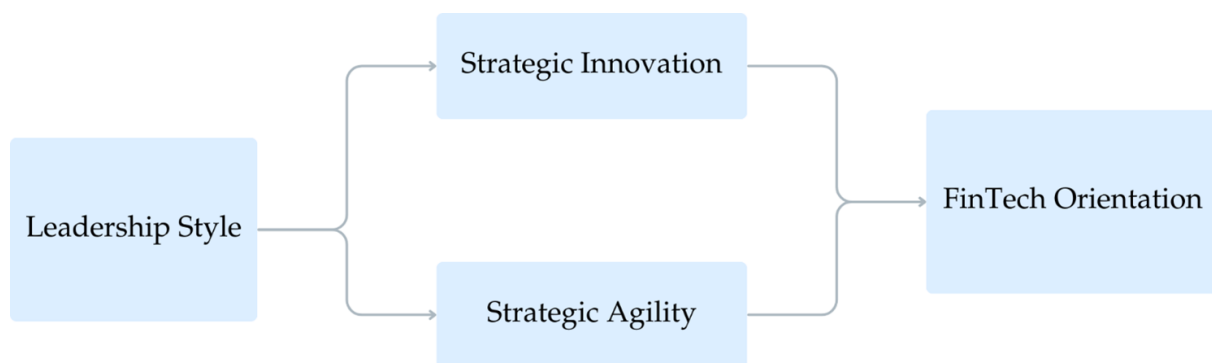 Strategic Innovation
Leadership Style
FinTech Orientation
Strategic Agility